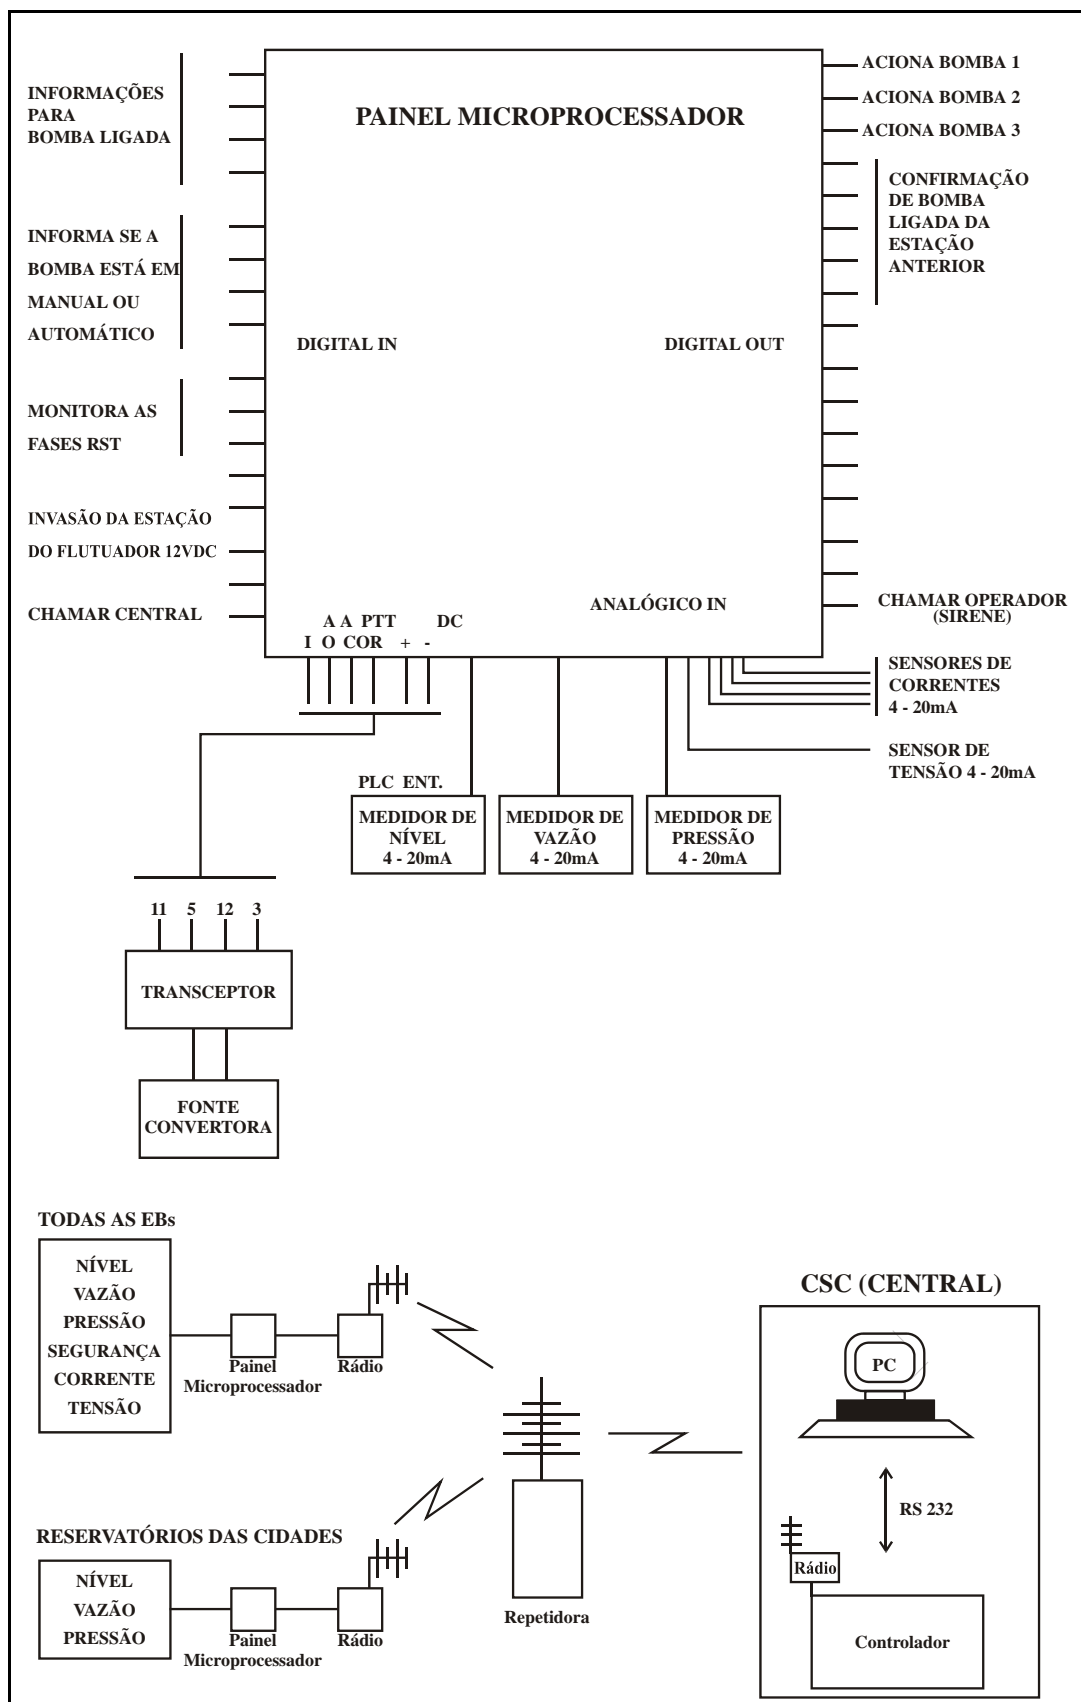 INFORMAÇÕES
PARA
BOMBA LIGADA
INFORMA SE A
BOMBA ESTÁ EM
MANUAL OU
AUTOMÁTICO
MONITORA AS
FASES RST
INVASÃO DA ESTAÇÃO
DO FLUTUADOR 12VDC
CHAMAR CENTRAL
PAINEL MICROPROCESSADOR
DIGITAL IN
DIGITAL OUT
ANALÓGICO IN
A A PTT DC
I O COR + -
ACIONA BOMBA 1
ACIONA BOMBA 2
ACIONA BOMBA 3
CONFIRMAÇÃO
DE BOMBA
LIGADA DA
ESTAÇÃO
ANTERIOR
CHAMAR OPERADOR
(SIRENE)
SENSORES DE
CORRENTES
4 - 20mA
SENSOR DE
TENSÃO 4 - 20mA
PLC ENT.
MEDIDOR DE
NÍVEL
4 - 20mA
MEDIDOR DE
VAZÃO
4 - 20mA
MEDIDOR DE
PRESSÃO
4 - 20mA
11 5 12 3
TRANSCEPTOR
FONTE
CONVERTORA
TODAS AS EBs
NÍVEL
VAZÃO
PRESSÃO
SEGURANÇA
CORRENTE
TENSÃO
Painel
Microprocessador
Rádio
RESERVATÓRIOS DAS CIDADES
NÍVEL
VAZÃO
PRESSÃO
Painel
Microprocessador
Rádio
Repetidora
CSC (CENTRAL)
PC
RS 232
Rádio
Controlador